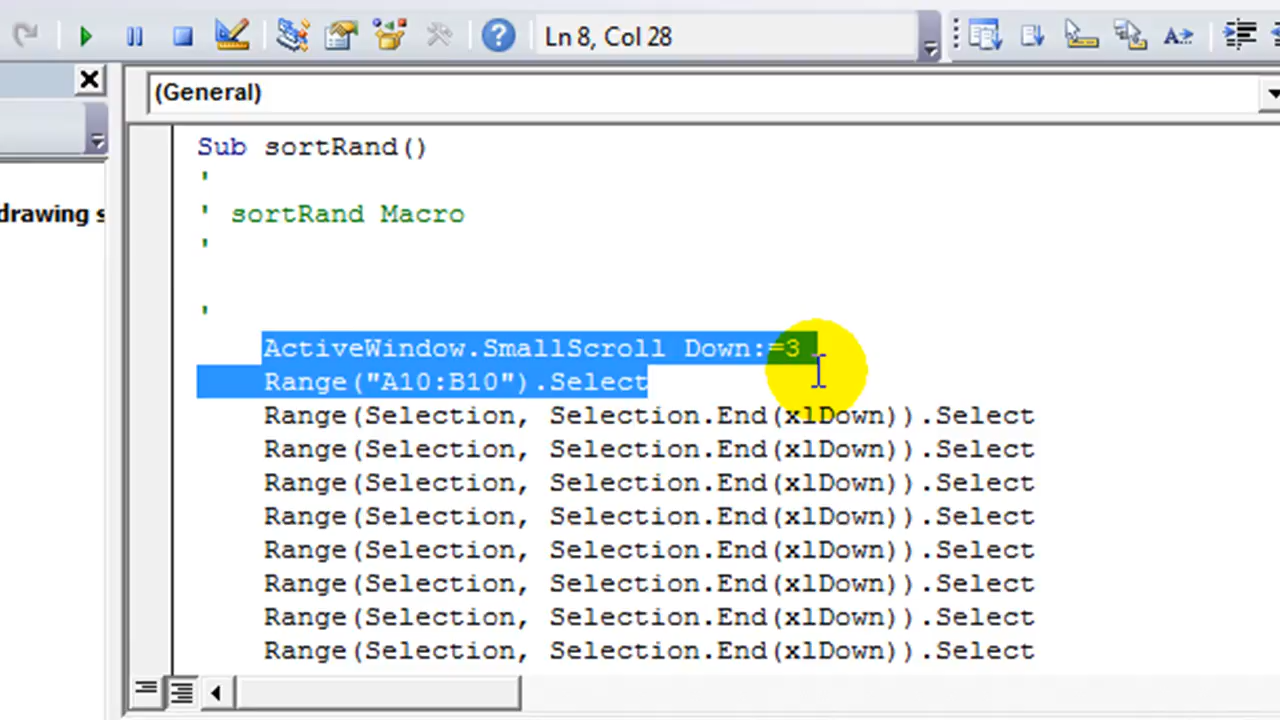 Ln 8, Col 28
(General)
drawing s
Sub sortRand()
'
' sortRand Macro
'
'
ActiveWindow.SmallScroll Down:=3
Range("A10:B10").Select
Range(Selection, Selection.End(xlDown)).Select
Range(Selection, Selection.End(xlDown)).Select
Range(Selection, Selection.End(xlDown)).Select
Range(Selection, Selection.End(xlDown)).Select
Range(Selection, Selection.End(xlDown)).Select
Range(Selection, Selection.End(xlDown)).Select
Range(Selection, Selection.End(xlDown)).Select
Range(Selection, Selection.End(xlDown)).Select